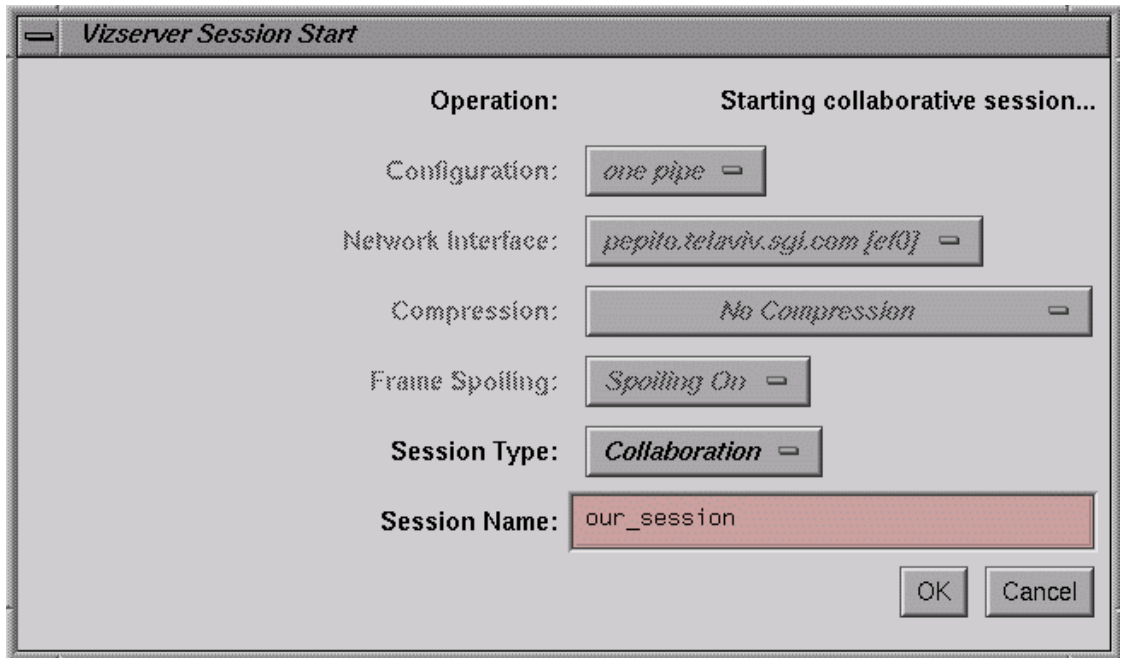 Vizserver Session Start
Operation: Starting collaborative session...
Configuration: one pipe
Network Interface: pepito.telaviv.sgi.com [ef0]
Compression: No Compression
Frame Spoiling: Spoiling On
Session Type: Collaboration
Session Name: our_session
OK Cancel